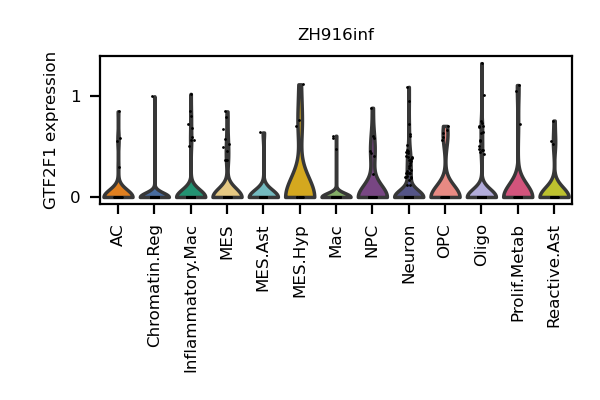 ZH916inf
GTF2F1 expression
1
0
AC
Chromatin.Reg
Inflammatory.Mac
MES
MES.Ast
MES.Hyp
Mac
NPC
Neuron
OPC
Oligo
Prolif.Metab
Reactive.Ast